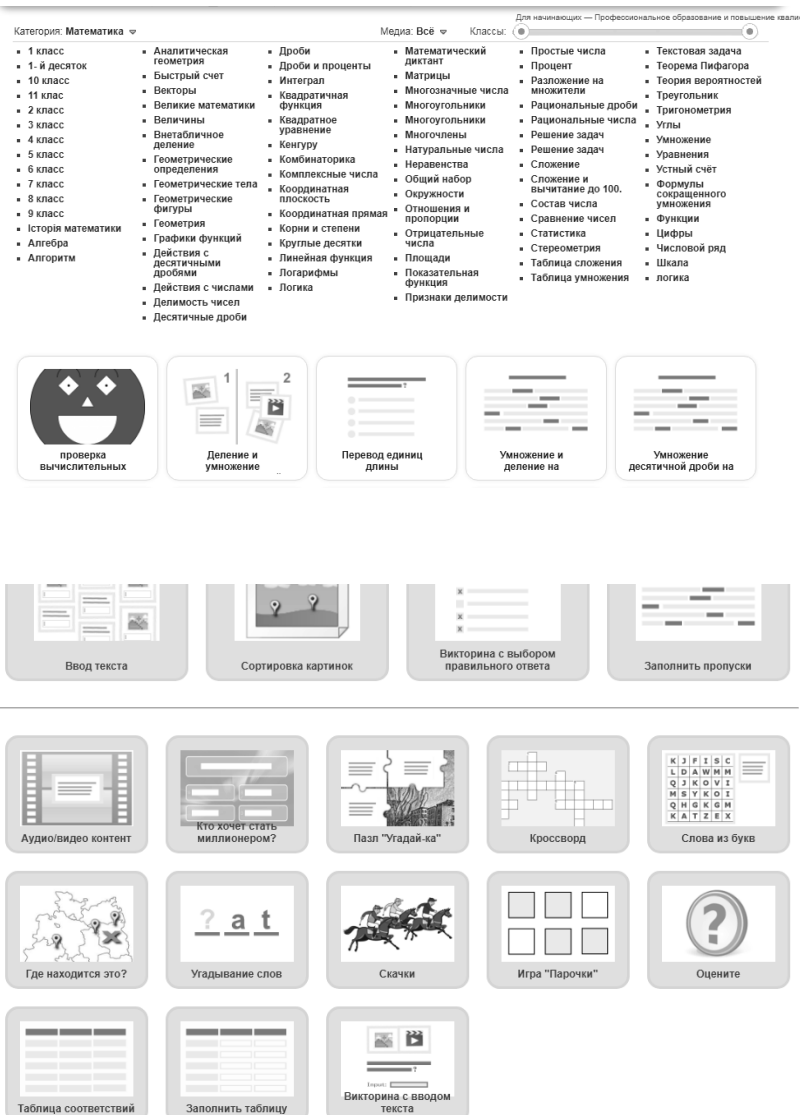 Для начинающих — Профессиональное образование и повышение квали
Категория: Математика
Медиа: Всё
Классы:
1 класс
1- й десяток
10 класс
11 клас
2 класс
3 класс
4 класс
5 класс
6 класс
7 класс
8 класс
9 класс
Історія математики
Алгебра
Алгоритм
Аналитическая
геометрия
Быстрый счет
Векторы
Великие математики
Величины
Внетабличное
деление
Геометрические
определения
Геометрические тела
Геометрические
фигуры
Геометрия
Графики функций
Действия с
десятичными
дробями
Действия с числами
Делимость чисел
Десятичные дроби
Дроби
Дроби и проценты
Интеграл
Квадратичная
функция
Квадратное
уравнение
Кенгуру
Комбинаторика
Комплексные числа
Координатная
плоскость
Координатная прямая
Корни и степени
Круглые десятки
Линейная функция
Логарифмы
Логика
Математический
диктант
Матрицы
Многозначные числа
Многоугольники
Многоугольники
Многочлены
Натуральные числа
Неравенства
Общий набор
Окружности
Отношения и
пропорции
Отрицательные
числа
Площади
Показательная
функция
Признаки делимости
Простые числа
Процент
Разложение на
множители
Рациональные дроби
Рациональные числа
Решение задач
Решение задач
Сложение
Сложение и
вычитание до 100.
Состав числа
Сравнение чисел
Статистика
Стереометрия
Таблица сложения
Таблица умножения
Текстовая задача
Теорема Пифагора
Теория вероятностей
Треугольник
Тригонометрия
Углы
Умножение
Уравнения
Устный счёт
Формулы
сокращенного
умножения
Функции
Цифры
Числовой ряд
Шкала
логика
проверка
вычислительных
1 2
Деление и
умножение
?
Перевод единиц
длины
Умножение и
деление на
Умножение
десятичной дроби на
Ввод текста
Сортировка картинок
X
X
X
Викторина с выбором
правильного ответа
Заполнить пропуски
Аудио/видео контент
Кто хочет стать
миллионером?
Пазл "Угадай-ка"
Кроссворд
K J F I S C
L D A W M M
Q J K O V I
M S Y K O I
Q H G K G M
K A T Z E X
Слова из букв
X
Где находится это?
? a t
Угадывание слов
Скачки
Игра "Парочки"
?
Оцените
Таблица соответствий
Заполнить таблицу
?
Input:
Викторина с вводом
текста